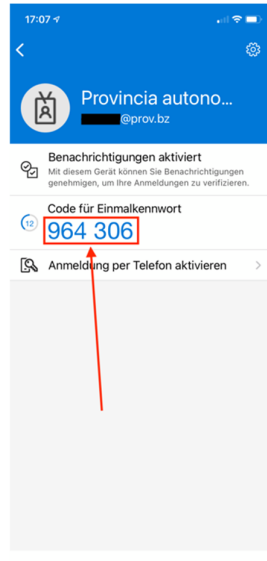 17:07
Provincia autono...
@prov.bz
Benachrichtigungen aktiviert
Mit diesem Gerät können Sie Benachrichtigungen
genehmigen, um Ihre Anmeldungen zu verifizieren.
Code für Einmalkennwort
12
964 306
Anmeldung per Telefon aktivieren